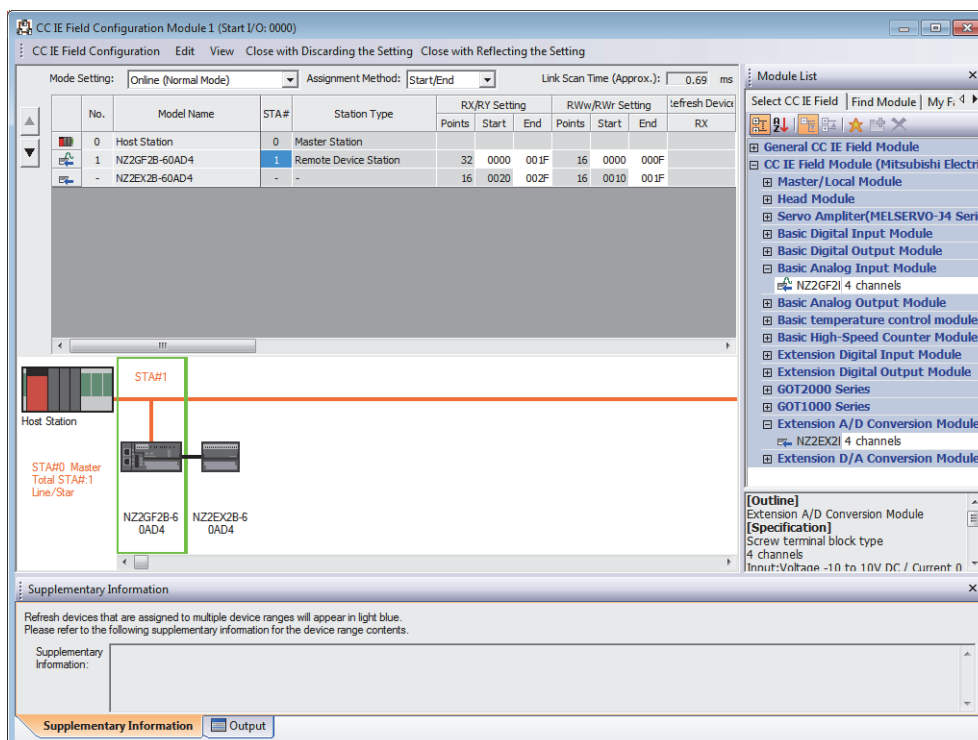 CC IE Field Configuration Module 1 (Start I/O: 0000)
CC IE Field Configuration Edit View Close with Discarding the Setting Close with Reflecting the Setting
Mode Setting: Online (Normal Mode) Assignment Method: Start/End Link Scan Time (Approx.): 0.69 ms
No. Model Name STA# Station Type RX/RY Setting RWw/RWr Setting Refresh Device
Points Start End Points Start End RX
0 Host Station 0 Master Station
1 NZ2GF2B-60AD4 1 Remote Device Station 32 0000 001F 16 0000 000F
- NZ2EX2B-60AD4 - - 16 0020 002F 16 0010 001F
STA#1
Host Station
STA#0 Master
Total STA#:1
Line/Star
NZ2GF2B-6
0AD4
NZ2EX2B-6
0AD4
Module List
Select CC IE Field Find Module My
General CC IE Field Module
CC IE Field Module (Mitsubishi Electri
Master/Local Module
Head Module
Servo Ampliter(MELSERVO-J4 Seri
Basic Digital Input Module
Basic Digital Output Module
Basic Analog Input Module
NZ2GF2 4 channels
Basic Analog Output Module
Basic temperature control module
Basic High-Speed Counter Module
Extension Digital Input Module
Extension Digital Output Module
GOT2000 Series
GOT1000 Series
Extension A/D Conversion Module
NZ2EX2 4 channels
Extension D/A Conversion Module
[Outline]
Extension A/D Conversion Module
[Specification]
Screw terminal block type
4 channels
Input:Voltage -10 to 10V DC / Current 0
Supplementary Information
Refresh devices that are assigned to multiple device ranges will appear in light blue.
Please refer to the following supplementary information for the device range contents.
Supplementary
Information:
Supplementary Information Output